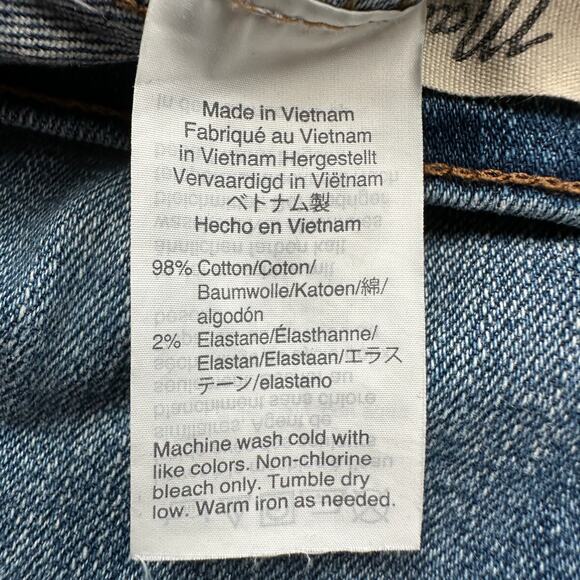 Made in Vietnam
Fabriqué au Vietnam
in Vietnam Hergestellt
Vervaardigd in Viëtnam
ベトナム製
Hecho en Vietnam
98% Cotton/Coton/
Baumwolle/Katoen/綿/
algodón
2% Elastane/Élasthanne/
Elastan/Elastaan/エラス
テーン/elastano
Machine wash cold with
like colors. Non-chlorine
bleach only. Tumble dry
low. Warm iron as needed.